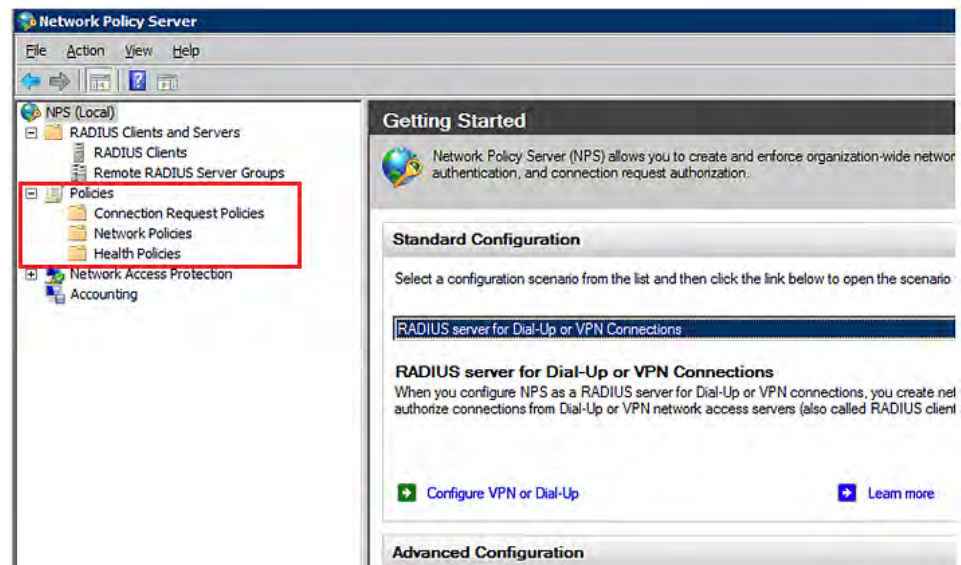 Network Policy Server
File Action View Help
NPS (Local)
RADIUS Clients and Servers
RADIUS Clients
Remote RADIUS Server Groups
Policies
Connection Request Policies
Network Policies
Health Policies
Network Access Protection
Accounting
Getting Started
Network Policy Server (NPS) allows you to create and enforce organization-wide networ
authentication, and connection request authorization.
Standard Configuration
Select a configuration scenario from the list and then click the link below to open the scenario
RADIUS server for Dial-Up or VPN Connections
RADIUS server for Dial-Up or VPN Connections
When you configure NPS as a RADIUS server for Dial-Up or VPN connections, you create net
authorize connections from Dial-Up or VPN network access servers (also called RADIUS client
Configure VPN or Dial-Up
Learn more
Advanced Configuration